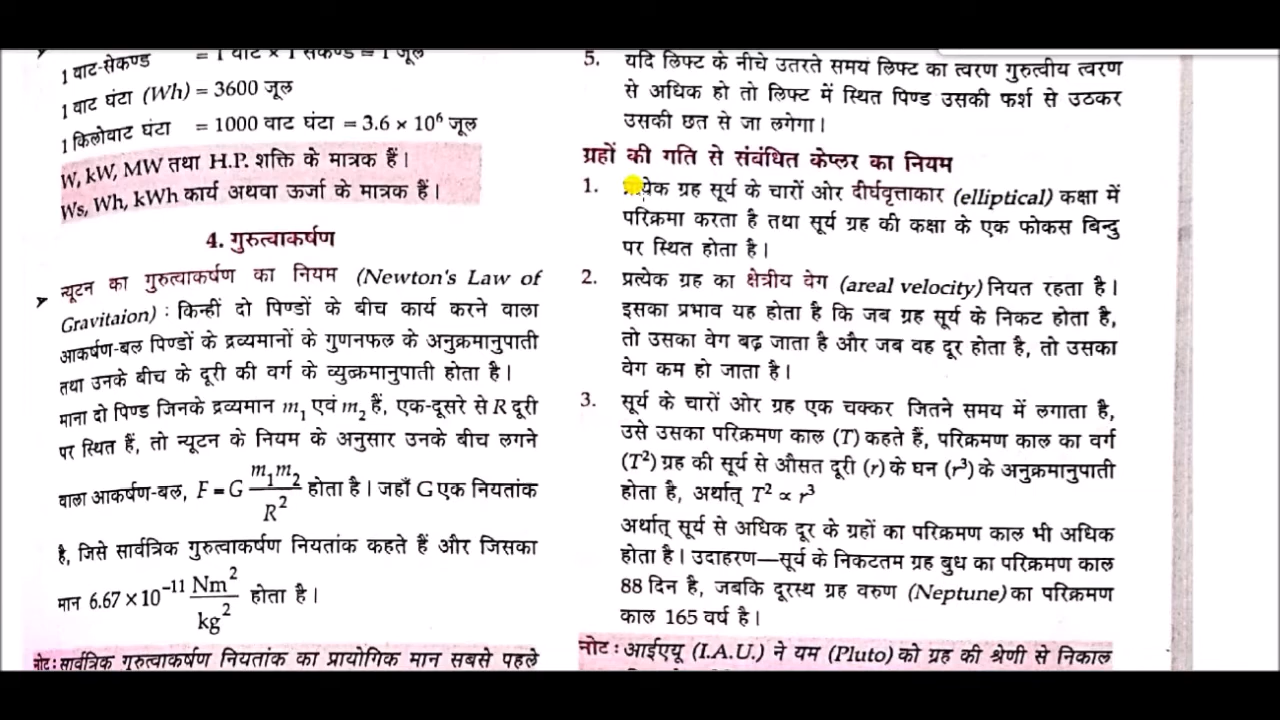 1 वाट-सेकण्ड = 1 वाट × 1 सेकण्ड = 1 जूल
1 वाट घंटा (Wh) = 3600 जूल
1 किलोवाट घंटा = 1000 वाट घंटा = 3.6 × 10⁶ जूल
W, kW, MW तथा H.P. शक्ति के मात्रक हैं।
Ws, Wh, kWh कार्य अथवा ऊर्जा के मात्रक हैं।
4. गुरुत्वाकर्षण
➤ न्यूटन का गुरुत्वाकर्षण का नियम (Newton's Law of
Gravitaion) : किन्हीं दो पिण्डों के बीच कार्य करने वाला
आकर्षण-बल पिण्डों के द्रव्यमानों के गुणनफल के अनुक्रमानुपाती
तथा उनके बीच के दूरी की वर्ग के व्युत्क्रमानुपाती होता है।
माना दो पिण्ड जिनके द्रव्यमान m₁ एवं m₂ हैं, एक-दूसरे से R दूरी
पर स्थित हैं, तो न्यूटन के नियम के अनुसार उनके बीच लगने
वाला आकर्षण-बल, F = G m₁m₂/R² होता है। जहाँ G एक नियतांक
है, जिसे सार्वत्रिक गुरुत्वाकर्षण नियतांक कहते हैं और जिसका
मान 6.67 × 10⁻¹¹ Nm²/kg² होता है।
नोट : सार्वत्रिक गुरुत्वाकर्षण नियतांक का प्रायोगिक मान सबसे पहले
5. यदि लिफ्ट के नीचे उतरते समय लिफ्ट का त्वरण गुरुत्वीय त्वरण
से अधिक हो तो लिफ्ट में स्थित पिण्ड उसकी फर्श से उठकर
उसकी छत से जा लगेगा।
ग्रहों की गति से संबंधित केप्लर का नियम
1. प्रत्येक ग्रह सूर्य के चारों ओर दीर्घवृत्ताकार (elliptical) कक्षा में
परिक्रमा करता है तथा सूर्य ग्रह की कक्षा के एक फोकस बिन्दु
पर स्थित होता है।
2. प्रत्येक ग्रह का क्षेत्रीय वेग (areal velocity) नियत रहता है।
इसका प्रभाव यह होता है कि जब ग्रह सूर्य के निकट होता है,
तो उसका वेग बढ़ जाता है और जब वह दूर होता है, तो उसका
वेग कम हो जाता है।
3. सूर्य के चारों ओर ग्रह एक चक्कर जितने समय में लगाता है,
उसे उसका परिक्रमण काल (T) कहते हैं, परिक्रमण काल का वर्ग
(T²) ग्रह की सूर्य से औसत दूरी (r) के घन (r³) के अनुक्रमानुपाती
होता है, अर्थात् T² ∝ r³
अर्थात् सूर्य से अधिक दूर के ग्रहों का परिक्रमण काल भी अधिक
होता है। उदाहरण—सूर्य के निकटतम ग्रह बुध का परिक्रमण काल
88 दिन है, जबकि दूरस्थ ग्रह वरुण (Neptune) का परिक्रमण
काल 165 वर्ष है।
नोट : आईएयू (I.A.U.) ने यम (Pluto) को ग्रह की श्रेणी से निकाल